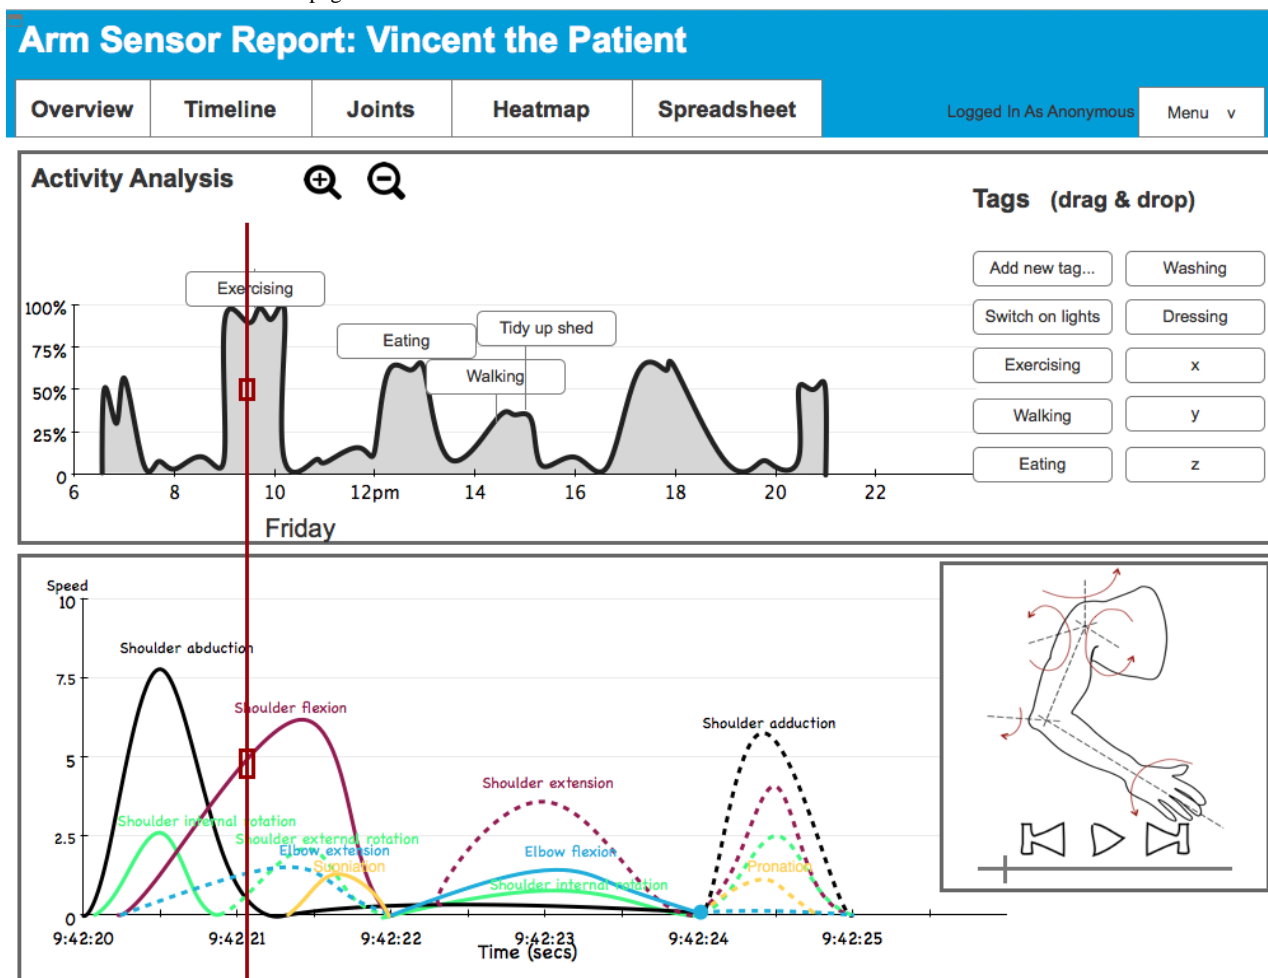 Arm Sensor Report: Vincent the Patient
Overview Timeline Joints Heatmap Spreadsheet
Logged In As Anonymous Menu v
Activity Analysis
Tags (drag & drop)
Add new tag... Washing
Switch on lights Dressing
Exercising x
Walking y
Eating z
Exercising
Eating
Tidy up shed
Walking
100%
75%
50%
25%
0
6 8 10 12pm 14 16 18 20 22
Friday
Speed
10
7.5
5
2.5
0
Shoulder abduction
Shoulder flexion
Shoulder internal rotation
Shoulder external rotation
Elbow extension
Supniation
Shoulder extension
Elbow flexion
Shoulder internal rotation
Shoulder adduction
Pronation
9:42:20 9:42:21 9:42:22 9:42:23 9:42:24 9:42:25
Time (secs)